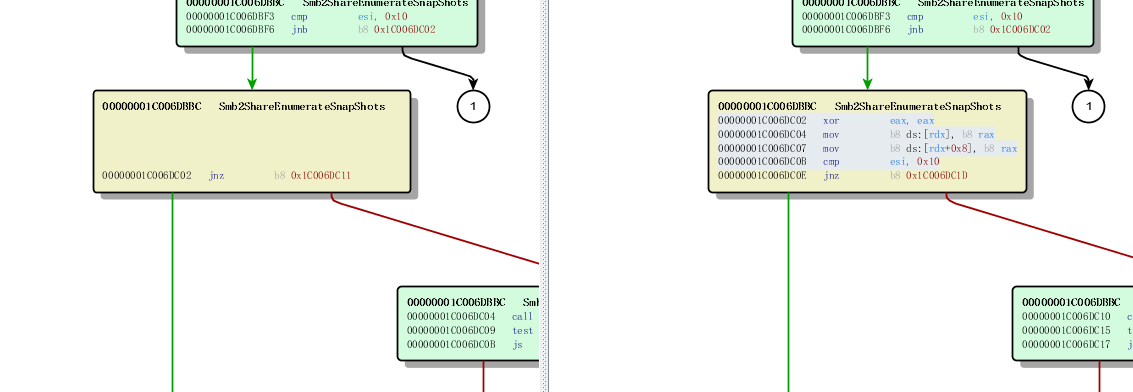 00000001C006DBBC Smb2ShareEnumerateSnapShots
00000001C006DBF3 cmp esi, 0x10
00000001C006DBF6 jnb b8 0x1C006DC02
1
00000001C006DBBC Smb2ShareEnumerateSnapShots
00000001C006DC02 jnz b8 0x1C006DC11
00000001C006DBBC Smb
00000001C006DC04 call
00000001C006DC09 test
00000001C006DC0B js
00000001C006DBBC Smb2ShareEnumerateSnapShots
00000001C006DBF3 cmp esi, 0x10
00000001C006DBF6 jnb b8 0x1C006DC02
1
00000001C006DBBC Smb2ShareEnumerateSnapShots
00000001C006DC02 xor eax, eax
00000001C006DC04 mov b8 ds:[rdx], b8 rax
00000001C006DC07 mov b8 ds:[rdx+0x8], b8 rax
00000001C006DC0B cmp esi, 0x10
00000001C006DC0E jnz b8 0x1C006DC1D
00000001C006DBBC
00000001C006DC10 c
00000001C006DC15 t
00000001C006DC17 j